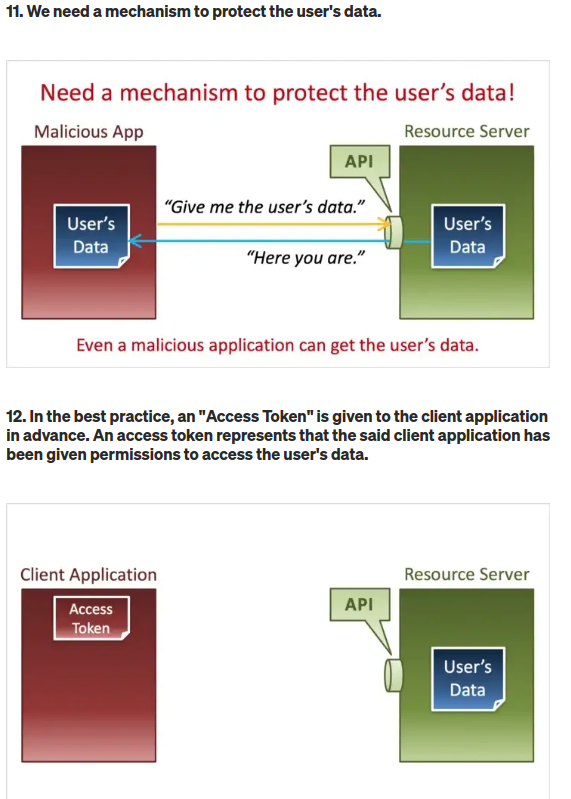 11. We need a mechanism to protect the user's data.
Need a mechanism to protect the user’s data!
Malicious App
Resource Server
API
“Give me the user’s data.”
User’s
Data
User’s
Data
“Here you are.”
Even a malicious application can get the user’s data.
12. In the best practice, an "Access Token" is given to the client application
in advance. An access token represents that the said client application has
been given permissions to access the user's data.
Client Application
Resource Server
Access
Token
API
User’s
Data